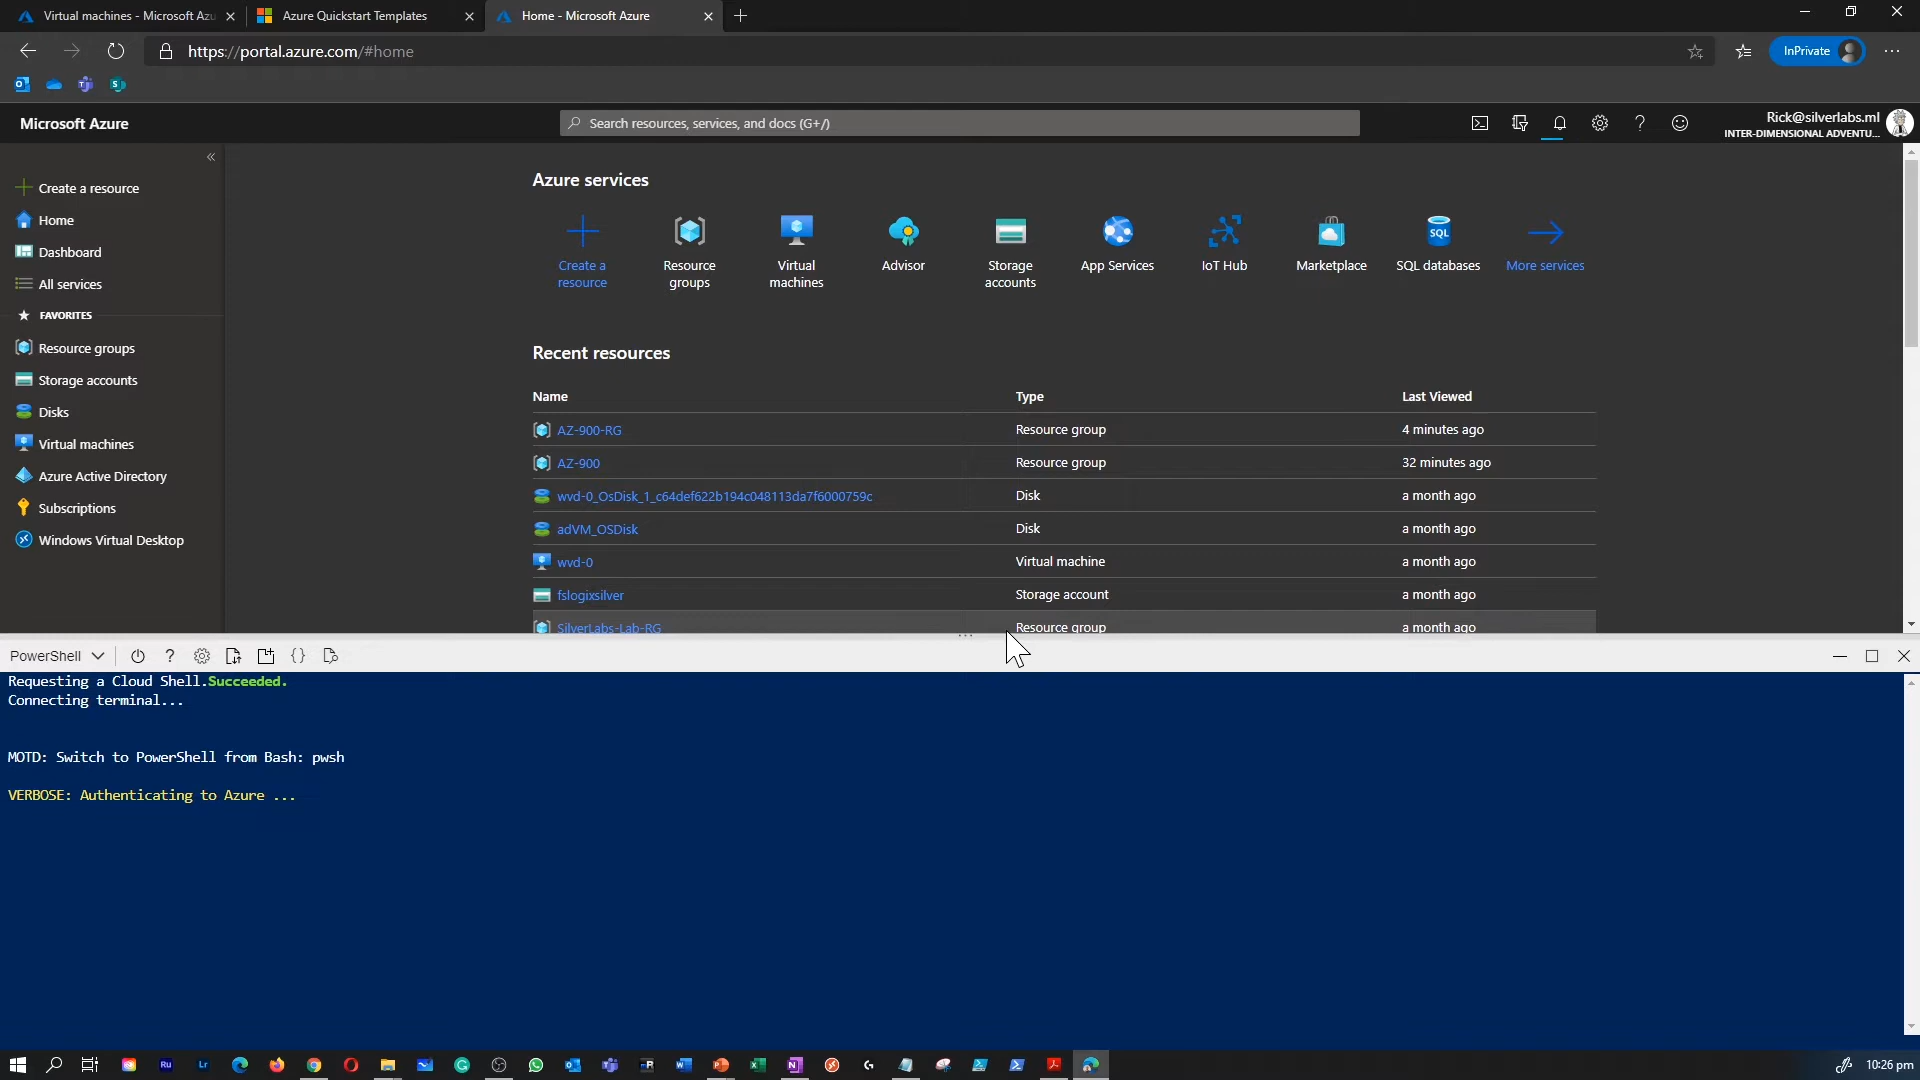 Virtual machines - Microsoft Azu
Azure Quickstart Templates
Home - Microsoft Azure
https://portal.azure.com/#home
InPrivate
Microsoft Azure
Search resources, services, and docs (G+/)
Rick@silverlabs.ml
INTER-DIMENSIONAL ADVENTU...
Create a resource
Home
Dashboard
All services
FAVORITES
Resource groups
Storage accounts
Disks
Virtual machines
Azure Active Directory
Subscriptions
Windows Virtual Desktop
Azure services
Create a resource
Resource groups
Virtual machines
Advisor
Storage accounts
App Services
IoT Hub
Marketplace
SQL
SQL databases
More services
Recent resources
Name Type Last Viewed
AZ-900-RG Resource group 4 minutes ago
AZ-900 Resource group 32 minutes ago
wvd-0_OsDisk_1_c64def622b194c048113da7f6000759c Disk a month ago
adVM_OSDisk Disk a month ago
wvd-0 Virtual machine a month ago
fslogixsilver Storage account a month ago
SilverLabs-Lab-RG Resource group a month ago
PowerShell
Requesting a Cloud Shell.Succeeded.
Connecting terminal...
MOTD: Switch to PowerShell from Bash: pwsh
VERBOSE: Authenticating to Azure ...
Ru
Lr
10:26 pm